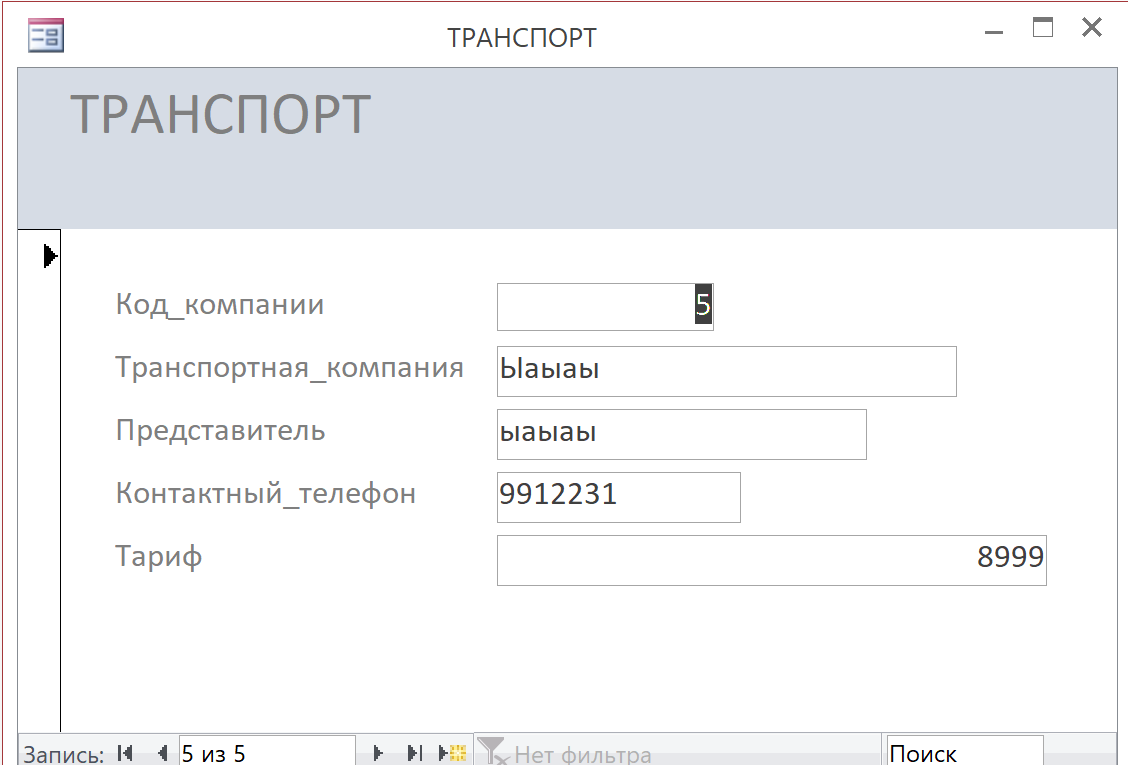 ТРАНСПОРТ
ТРАНСПОРТ
Код_компании 5
Транспортная_компания Ыаыаы
Представитель ыаыаы
Контактный_телефон 9912231
Тариф 8999
Запись: 5 из 5 Нет фильтра Поиск